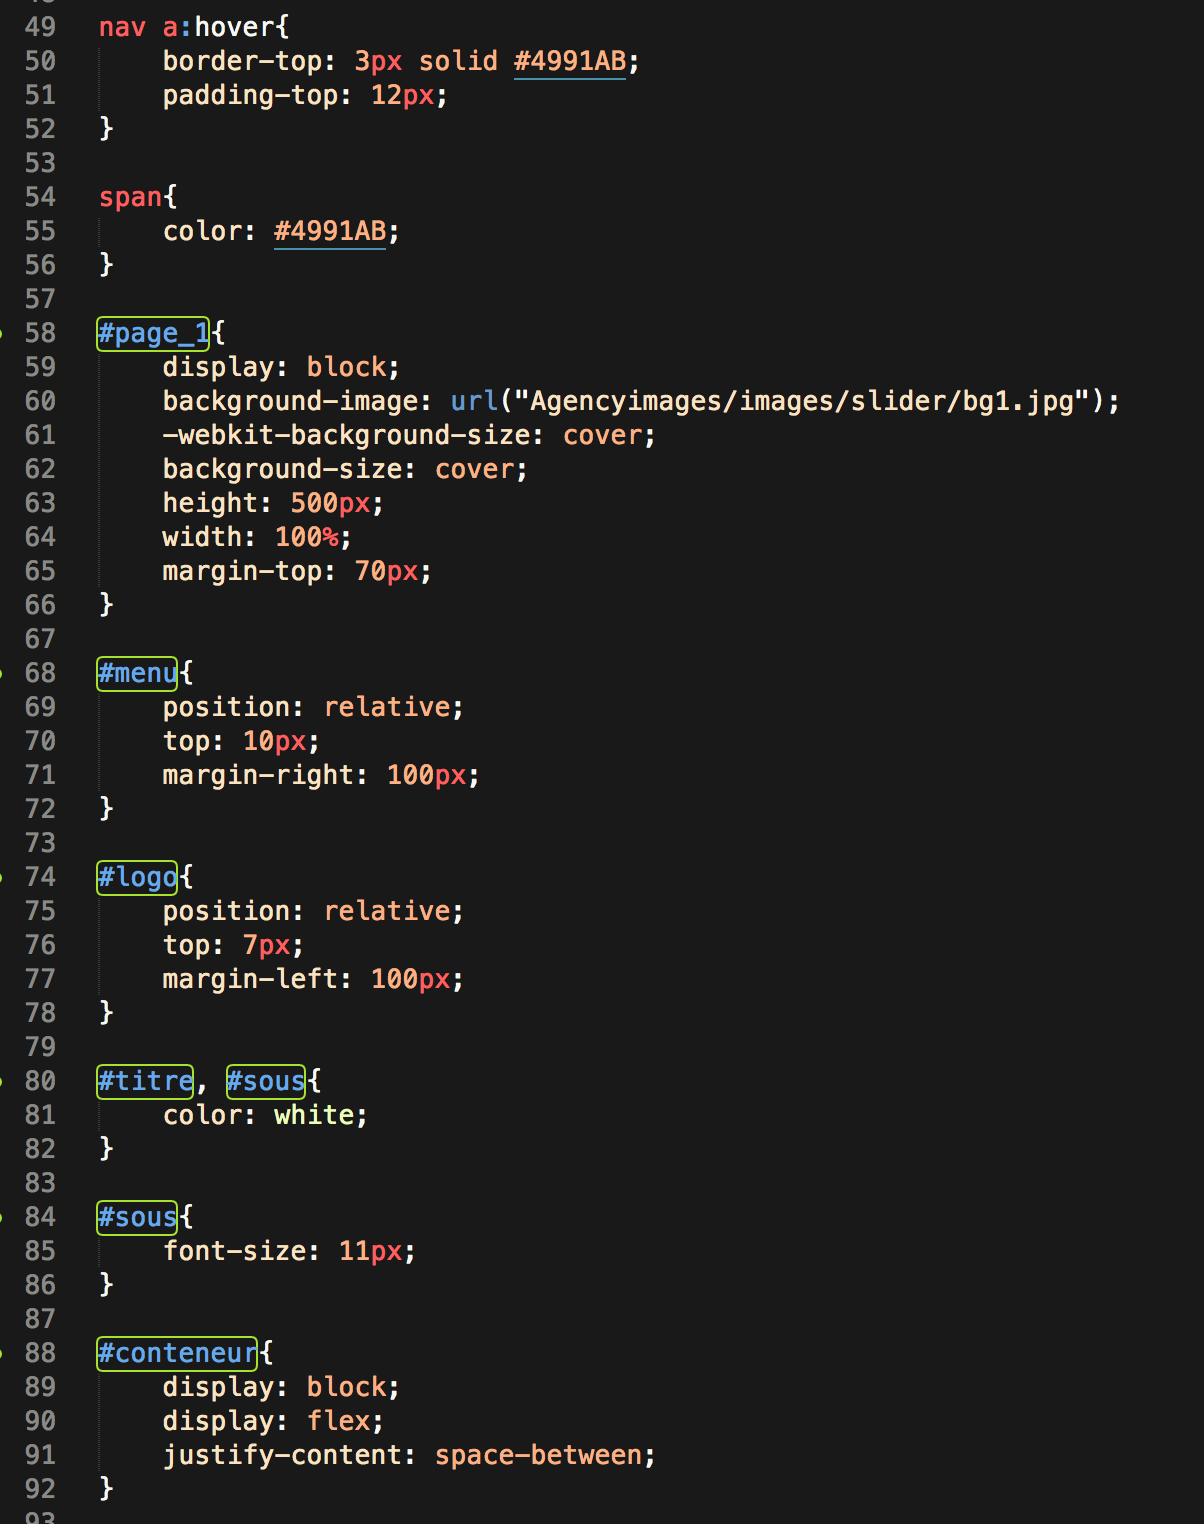 49 nav a:hover{
50 border-top: 3px solid #4991AB;
51 padding-top: 12px;
52 }
53
54 span{
55 color: #4991AB;
56 }
57
58 #page_1{
59 display: block;
60 background-image: url("Agencyimages/images/slider/bg1.jpg");
61 -webkit-background-size: cover;
62 background-size: cover;
63 height: 500px;
64 width: 100%;
65 margin-top: 70px;
66 }
67
68 #menu{
69 position: relative;
70 top: 10px;
71 margin-right: 100px;
72 }
73
74 #logo{
75 position: relative;
76 top: 7px;
77 margin-left: 100px;
78 }
79
80 #titre, #sous{
81 color: white;
82 }
83
84 #sous{
85 font-size: 11px;
86 }
87
88 #conteneur{
89 display: block;
90 display: flex;
91 justify-content: space-between;
92 }
93